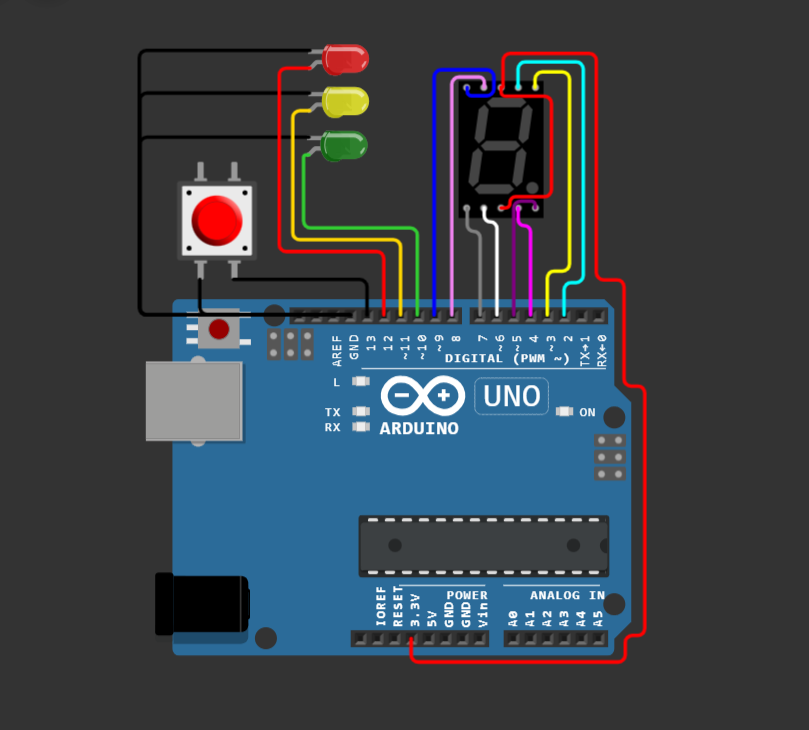 AREF
GND
13
12
~11
~10
~9
8
7
~6
~5
4
~3
2
TX→1
RX←0
DIGITAL (PWM ~)
L
TX
RX
UNO
ARDUINO
ON
IOREF
RESET
3.3V
5V
GND
GND
Vin
POWER
ANALOG IN
A0
A1
A2
A3
A4
A5